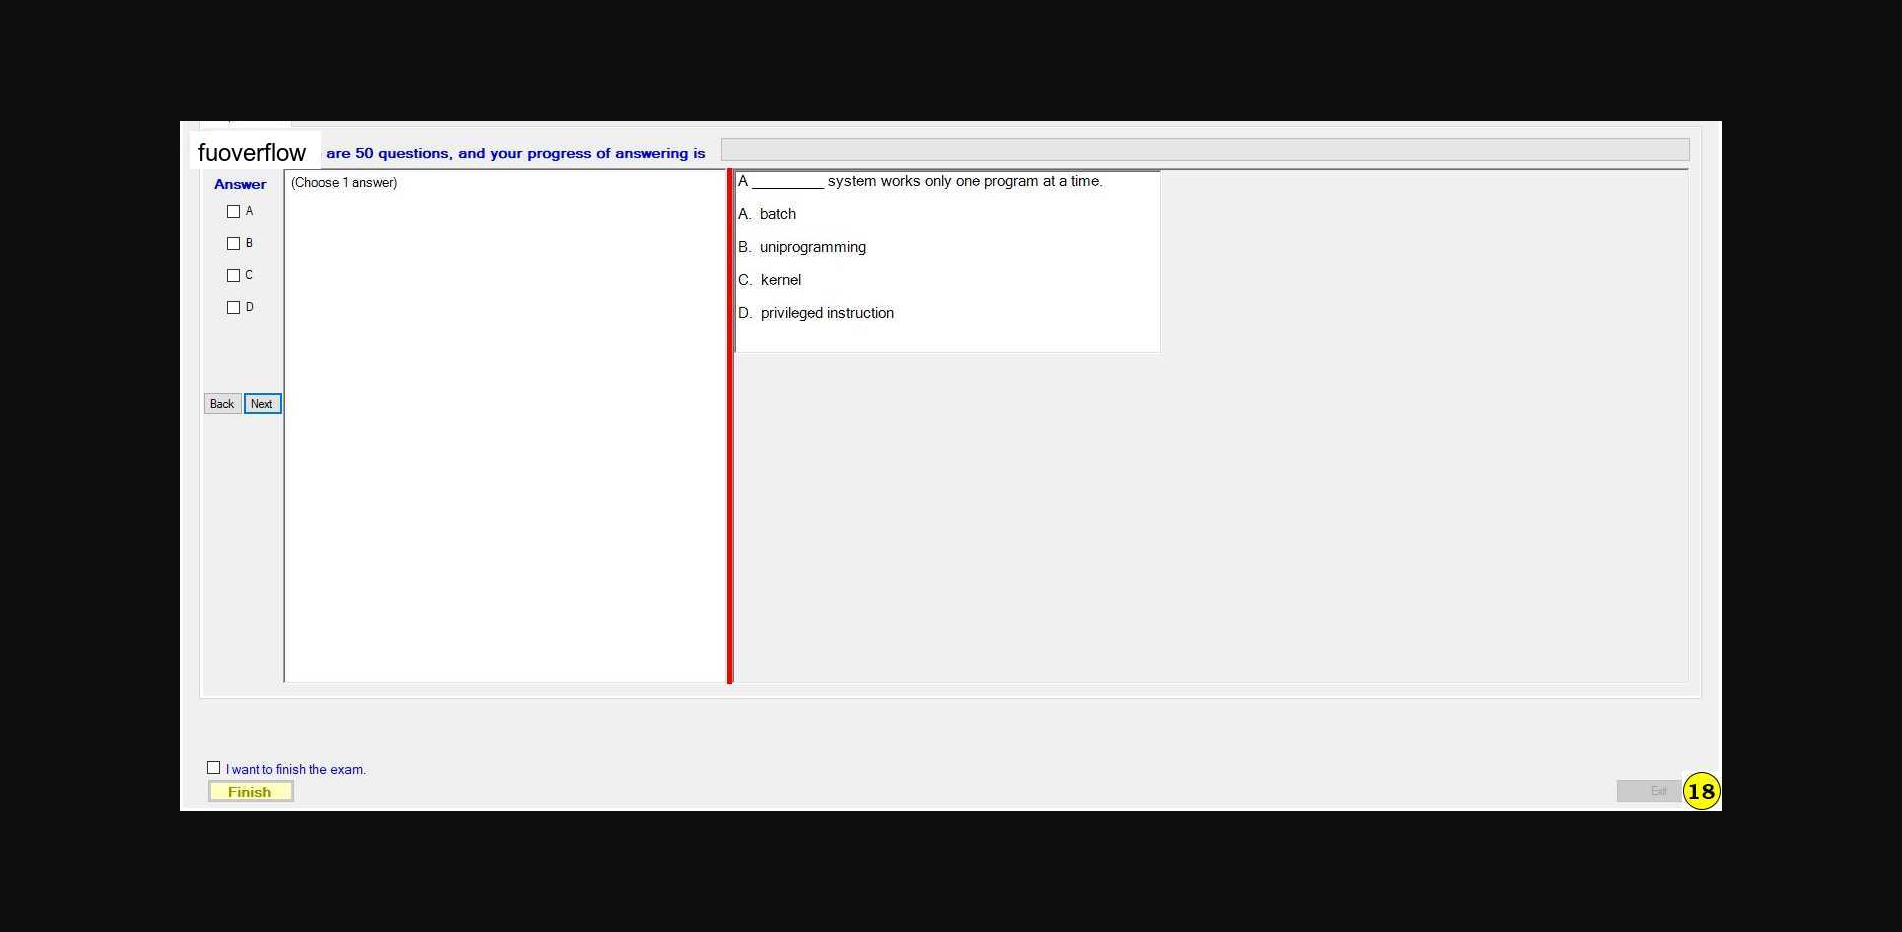 fuoverflow are 50 questions, and your progress of answering is
Answer
A
B
C
D
Back Next
(Choose 1 answer)
A _________ system works only one program at a time.
A. batch
B. uniprogramming
C. kernel
D. privileged instruction
I want to finish the exam.
Finish
Exit
18